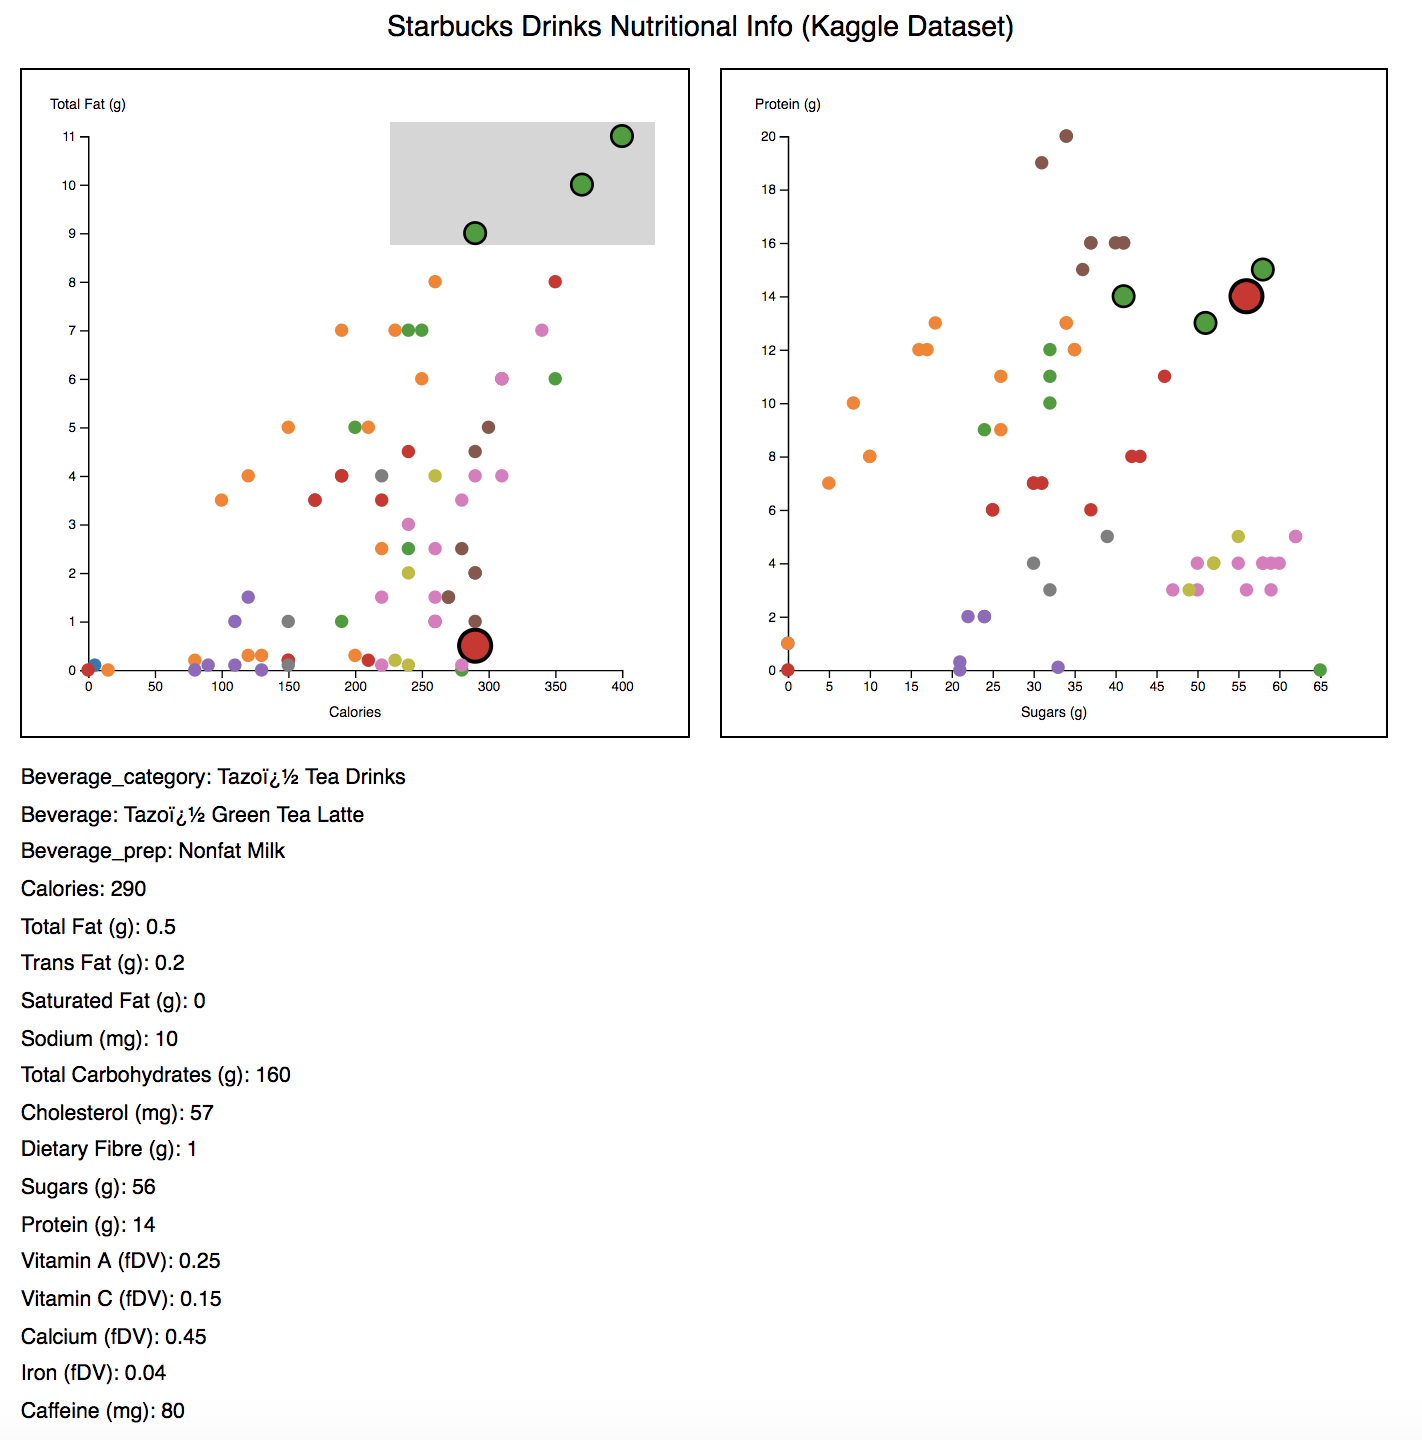 Starbucks Drinks Nutritional Info (Kaggle Dataset)
Total Fat (g)
11
10
9
8
7
6
5
4
3
2
1
0
0 50 100 150 200 250 300 350 400
Calories
Protein (g)
20
18
16
14
12
10
8
6
4
2
0
0 5 10 15 20 25 30 35 40 45 50 55 60 65
Sugars (g)
Beverage_category: Tazoï¿½ Tea Drinks
Beverage: Tazoï¿½ Green Tea Latte
Beverage_prep: Nonfat Milk
Calories: 290
Total Fat (g): 0.5
Trans Fat (g): 0.2
Saturated Fat (g): 0
Sodium (mg): 10
Total Carbohydrates (g): 160
Cholesterol (mg): 57
Dietary Fibre (g): 1
Sugars (g): 56
Protein (g): 14
Vitamin A (fDV): 0.25
Vitamin C (fDV): 0.15
Calcium (fDV): 0.45
Iron (fDV): 0.04
Caffeine (mg): 80